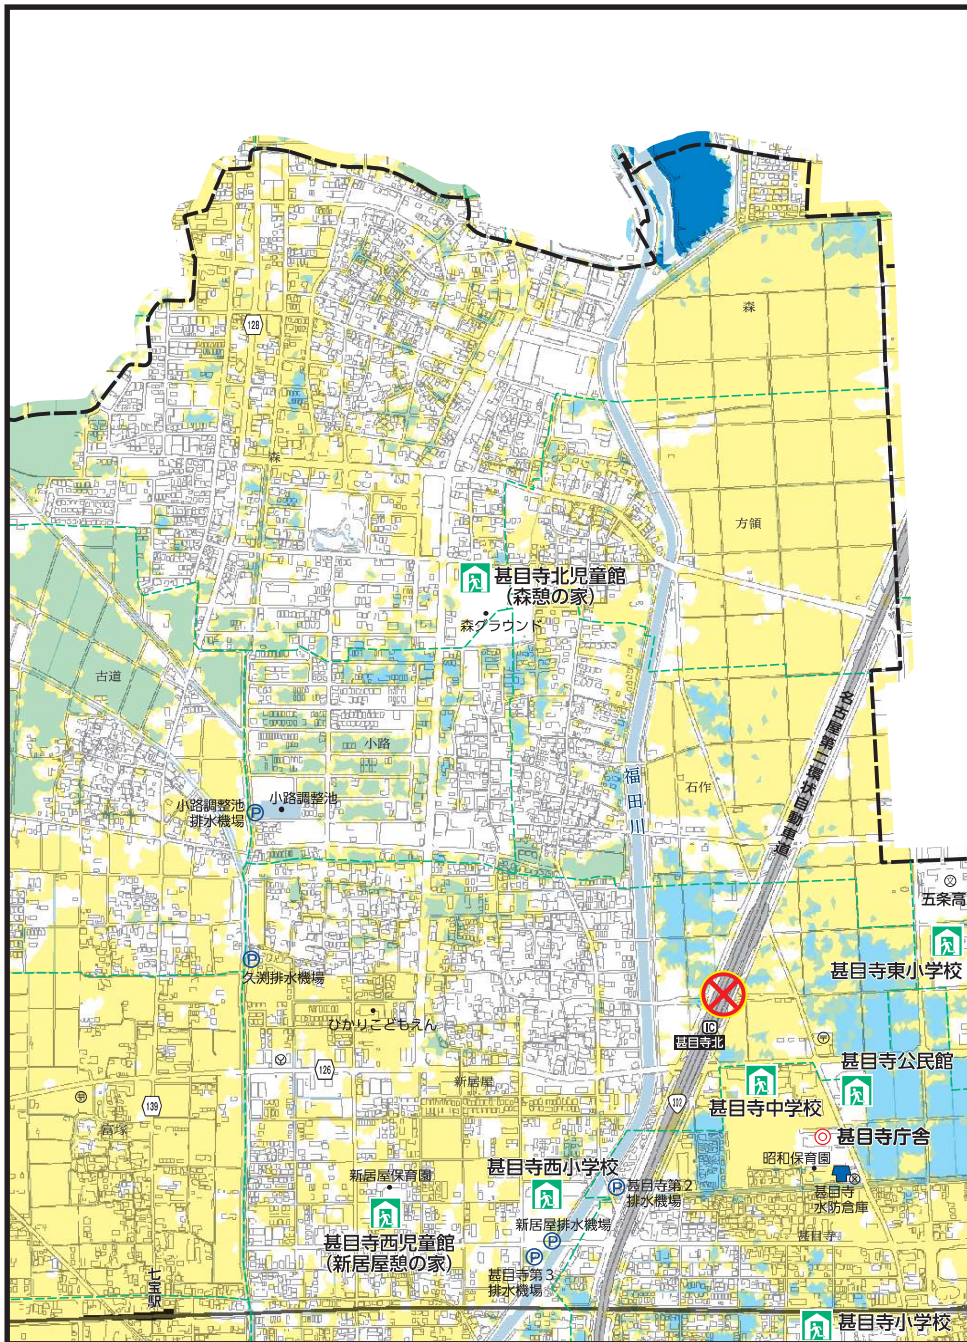 森
128
森
方領
甚目寺北児童館
(森憩の家)
森グラウンド
古道
名古屋第二環状自動車道
小路
福田川
石作
小路調整池
小路調整池
排水機場
P
五条高
甚目寺東小学校
P
久渕排水機場
ひかりこどもえん
IC
甚目寺北
甚目寺公民館
126
新居屋
139
富塚
302
甚目寺中学校
甚目寺庁舎
昭和保育園
甚目寺西小学校
新居屋保育園
P
甚目寺第2
排水機場
甚目寺
水防倉庫
新居屋排水機場
P
甚目寺西児童館
(新居屋憩の家)
P
甚目寺第3
排水機場
甚目寺
七宝駅
甚目寺小学校